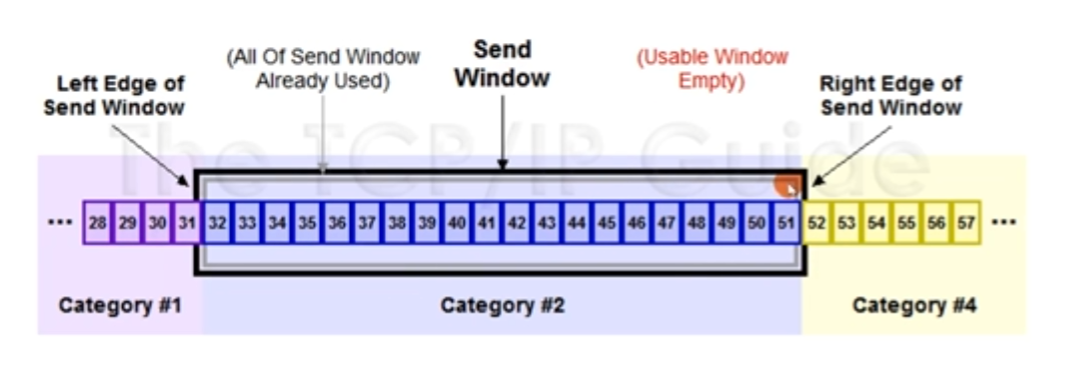 (All Of Send Window
Already Used)
Send
Window
(Usable Window
Empty)
Left Edge of
Send Window
Right Edge of
Send Window
The TCP/IP Guide
... 28 29 30 31 32 33 34 35 36 37 38 39 40 41 42 43 44 45 46 47 48 49 50 51 52 53 54 55 56 57 ...
Category #1 Category #2 Category #4